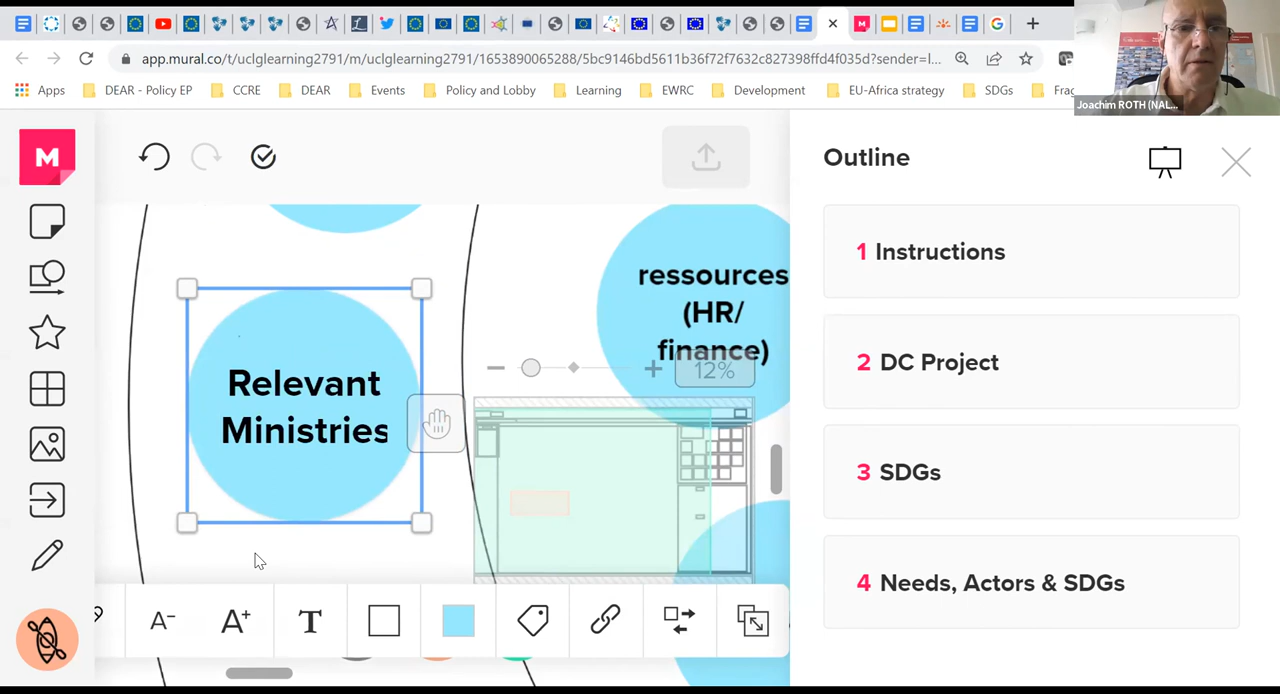 app.mural.co/t/uclglearning2791/m/uclglearning2791/1653890065288/5bc9146bd5611b36f72f7632c827398ffd4f035d?sender=I...
Apps
DEAR - Policy EP
CCRE
DEAR
Events
Policy and Lobby
Learning
EWRC
Development
EU-Africa strategy
SDGs
Frag
Joachim ROTH (NAL...
M
Outline
1 Instructions
2 DC Project
3 SDGs
4 Needs, Actors & SDGs
ressources
(HR/
finance)
12%
Relevant
Ministries
A−
A+
T